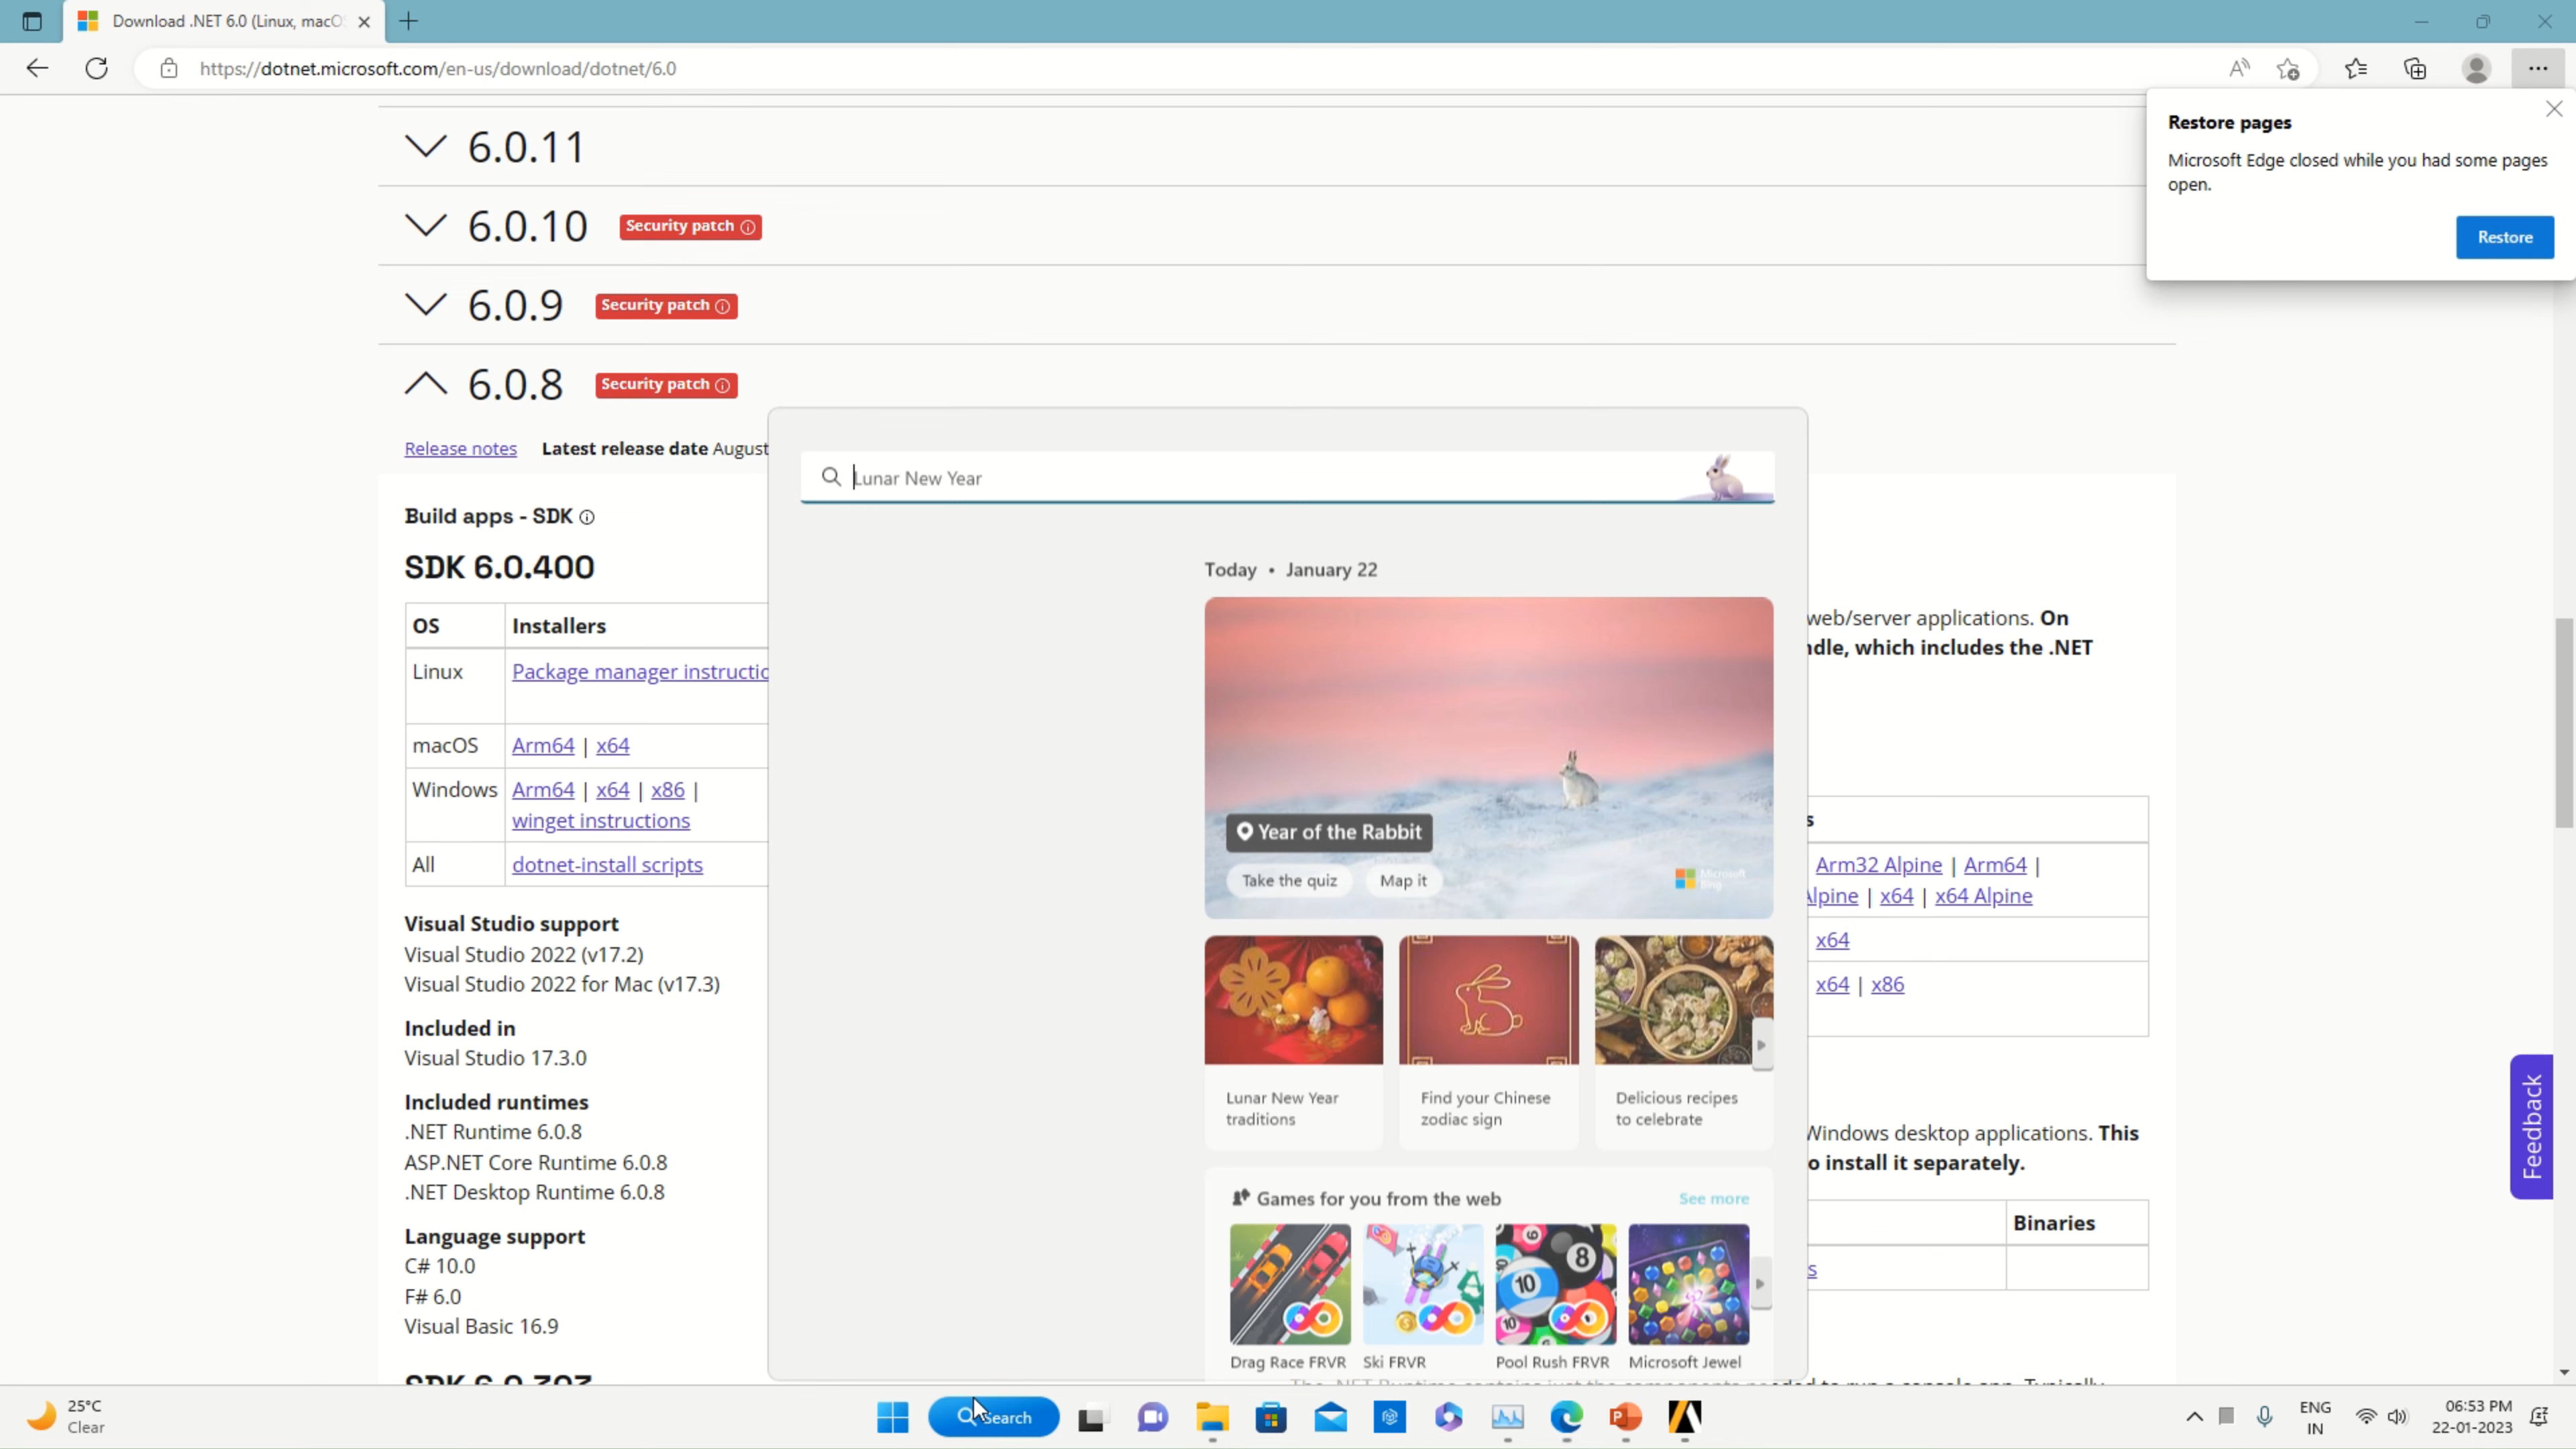 Download .NET 6.0 (Linux, macO
https://dotnet.microsoft.com/en-us/download/dotnet/6.0
Restore pages
Microsoft Edge closed while you had some pages
open.
Restore
6.0.11
6.0.10 Security patch
6.0.9 Security patch
6.0.8 Security patch
Release notes Latest release date August
Build apps - SDK
SDK 6.0.400
OS Installers
Linux Package manager instructio
macOS Arm64 | x64
Windows Arm64 | x64 | x86 |
winget instructions
All dotnet-install scripts
Visual Studio support
Visual Studio 2022 (v17.2)
Visual Studio 2022 for Mac (v17.3)
Included in
Visual Studio 17.3.0
Included runtimes
.NET Runtime 6.0.8
ASP.NET Core Runtime 6.0.8
.NET Desktop Runtime 6.0.8
Language support
C# 10.0
F# 6.0
Visual Basic 16.9
Lunar New Year
Today • January 22
Year of the Rabbit
Take the quiz Map it
Microsoft
Bing
Lunar New Year
traditions
Find your Chinese
zodiac sign
Delicious recipes
to celebrate
Games for you from the web See more
Drag Race FRVR Ski FRVR Pool Rush FRVR Microsoft Jewel
web/server applications. On
ndle, which includes the .NET
s
Arm32 Alpine | Arm64 |
Alpine | x64 | x64 Alpine
x64
x64 | x86
Windows desktop applications. This
o install it separately.
Binaries
s
Feedback
25°C
Clear
Search
ENG
IN
06:53 PM
22-01-2023